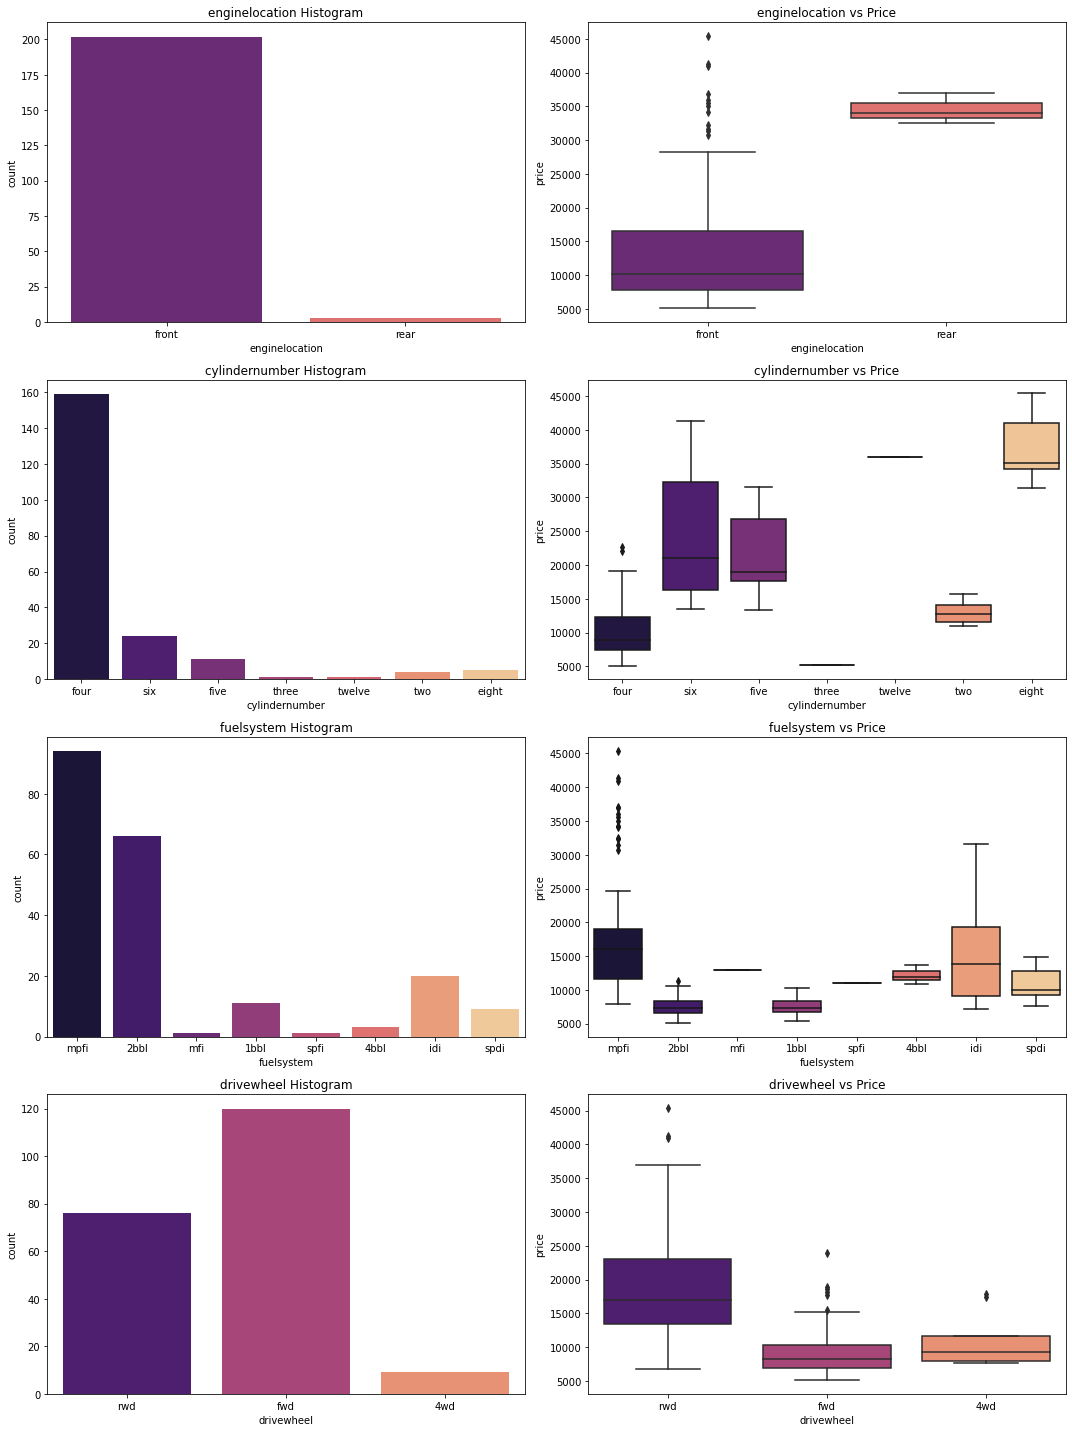 enginelocation Histogram
200
175
150
125
100
75
50
25
0
count
front rear
enginelocation
enginelocation vs Price
45000
40000
35000
30000
25000
20000
15000
10000
5000
price
front rear
enginelocation
cylindernumber Histogram
160
140
120
100
80
60
40
20
0
count
four six five three twelve two eight
cylindernumber
cylindernumber vs Price
45000
40000
35000
30000
25000
20000
15000
10000
5000
price
four six five three twelve two eight
cylindernumber
fuelsystem Histogram
80
60
40
20
0
count
mpfi 2bbl mfi 1bbl spfi 4bbl idi spdi
fuelsystem
fuelsystem vs Price
45000
40000
35000
30000
25000
20000
15000
10000
5000
price
mpfi 2bbl mfi 1bbl spfi 4bbl idi spdi
fuelsystem
drivewheel Histogram
120
100
80
60
40
20
0
count
rwd fwd 4wd
drivewheel
drivewheel vs Price
45000
40000
35000
30000
25000
20000
15000
10000
5000
price
rwd fwd 4wd
drivewheel